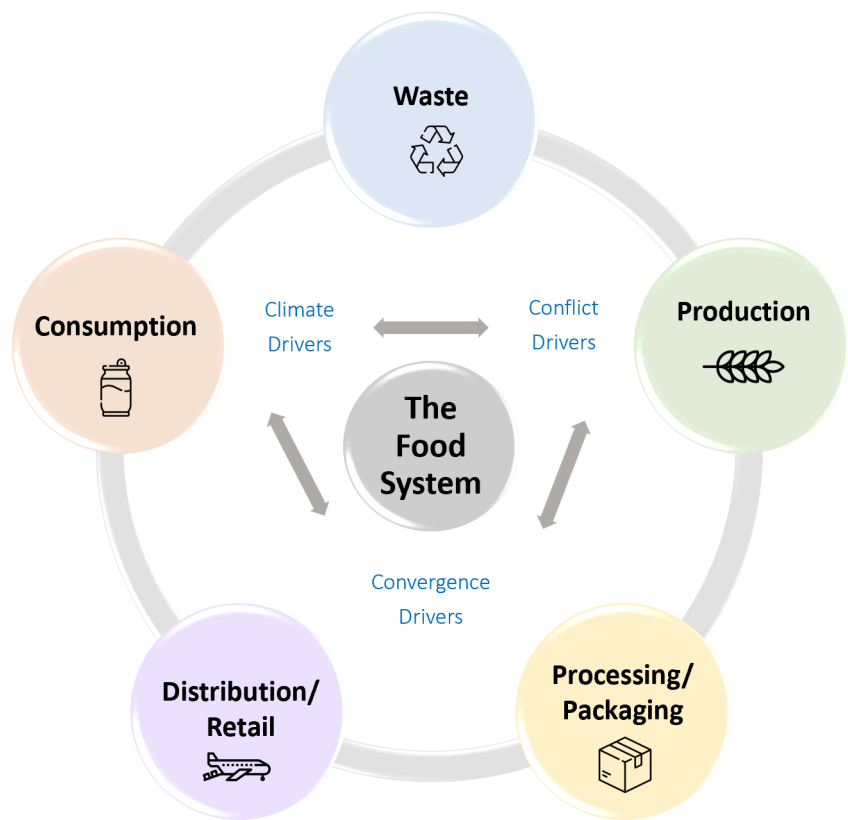 Waste
Consumption
Production
Climate
Drivers
Conflict
Drivers
The
Food
System
Convergence
Drivers
Distribution/
Retail
Processing/
Packaging